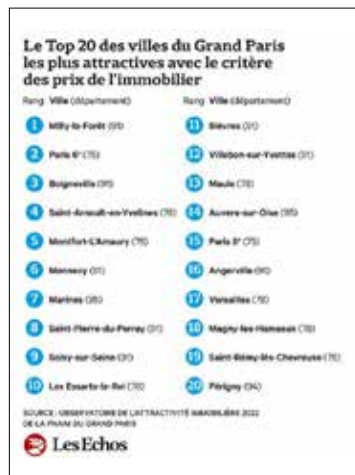 Le Top 20 des villes du Grand Paris
les plus attractives avec le critère
des prix de l'immobilier
Rang Ville (département)
1 Milly-la-Forêt (91)
2 Paris 6e (75)
3 Boigneville (91)
4 Saint-Arnoult-en-Yvelines (78)
5 Montfort-L'Amaury (78)
6 Mennecy (91)
7 Marines (95)
8 Saint-Pierre-du-Perray (91)
9 Soisy-sur-Seine (91)
10 Les Essarts-le-Roi (78)
Rang Ville (département)
11 Bièvres (91)
12 Villebon-sur-Yvette (91)
13 Maule (78)
14 Auvers-sur-Oise (95)
15 Paris (75)
16 Angerville (91)
17 Versailles (78)
18 Magny-les-Hameaux (78)
19 Saint-Rémy-lès-Chevreuse (78)
20 Périgny (94)
SOURCE : OBSERVATOIRE DE L'ATTRACTIVITÉ IMMOBILIÈRE 2022
DE LA FNAIM DU GRAND PARIS
Les Echos